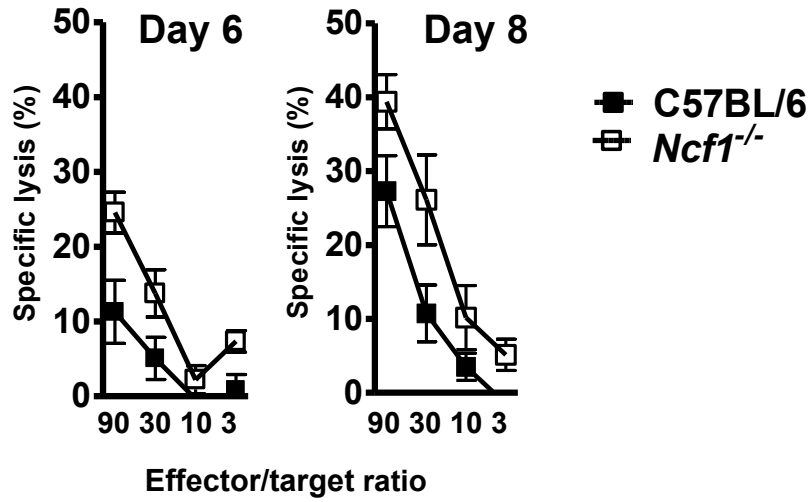 Day 6
Day 8
Specific lysis (%)
50
40
30
20
10
0
90 30 10 3
Specific lysis (%)
50
40
30
20
10
0
90 30 10 3
C57BL/6
Ncf1-/-
Effector/target ratio